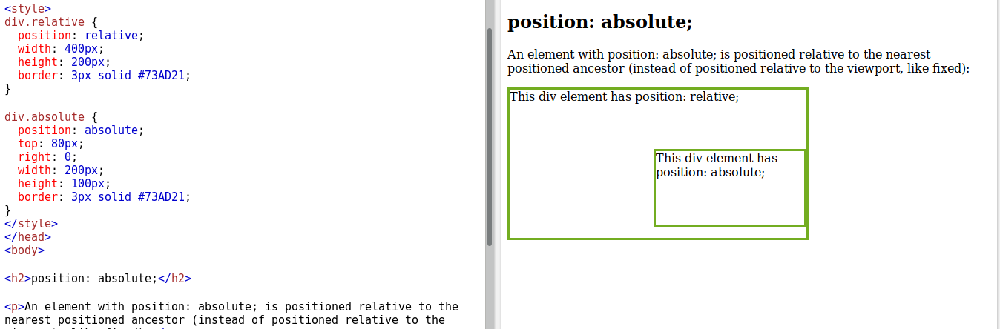 <style>
div.relative {
  position: relative;
  width: 400px;
  height: 200px;
  border: 3px solid #73AD21;
}
div.absolute {
  position: absolute;
  top: 80px;
  right: 0;
  width: 200px;
  height: 100px;
  border: 3px solid #73AD21;
}
</style>
</head>
<body>
<h2>position: absolute;</h2>
<p>An element with position: absolute; is positioned relative to the
nearest positioned ancestor (instead of positioned relative to the
position: absolute;
An element with position: absolute; is positioned relative to the nearest
positioned ancestor (instead of positioned relative to the viewport, like fixed):
This div element has position: relative;
This div element has
position: absolute;